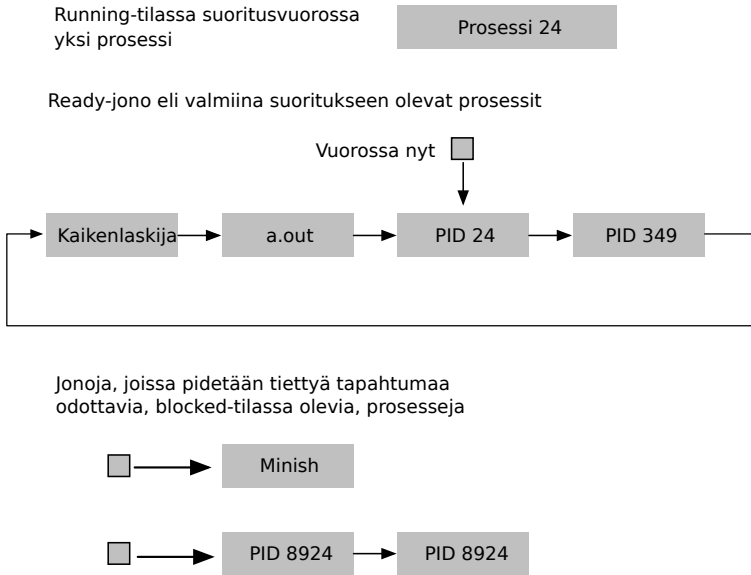 Running-tilassa suoritusvuorossa
yksi prosessi
Prosessi 24
Ready-jono eli valmiina suoritukseen olevat prosessit
Vuorossa nyt
Kaikenlaskija
a.out
PID 24
PID 349
Jonoja, joissa pidetään tiettyä tapahtumaa
odottavia, blocked-tilassa olevia, prosesseja
Minish
PID 8924
PID 8924